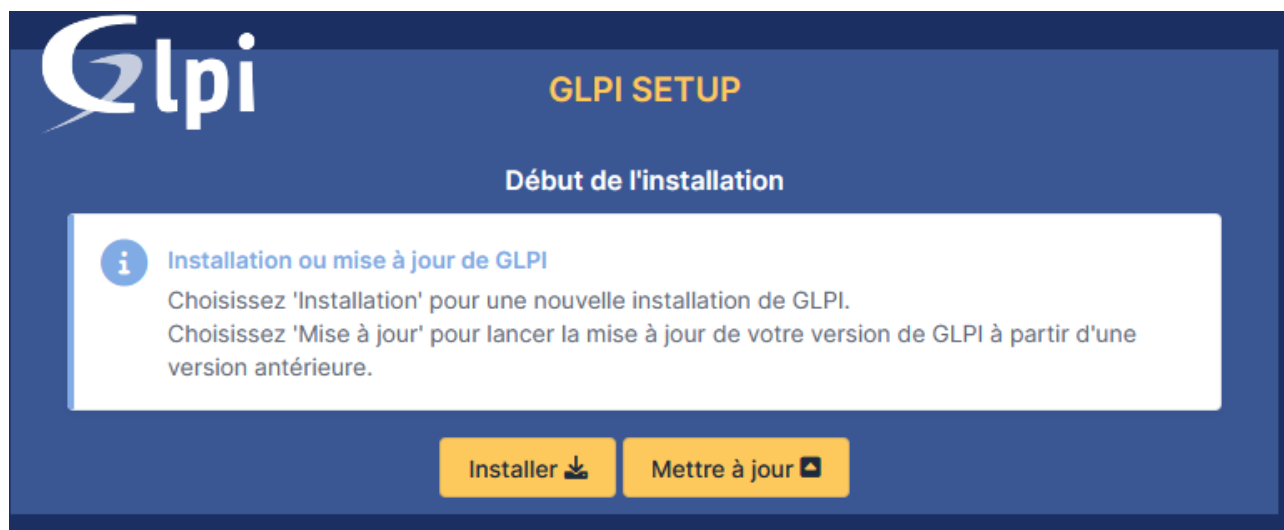 Glpi
GLPI SETUP
Début de l'installation
Installation ou mise à jour de GLPI
Choisissez 'Installation' pour une nouvelle installation de GLPI.
Choisissez 'Mise à jour' pour lancer la mise à jour de votre version de GLPI à partir d'une
version antérieure.
Installer
Mettre à jour